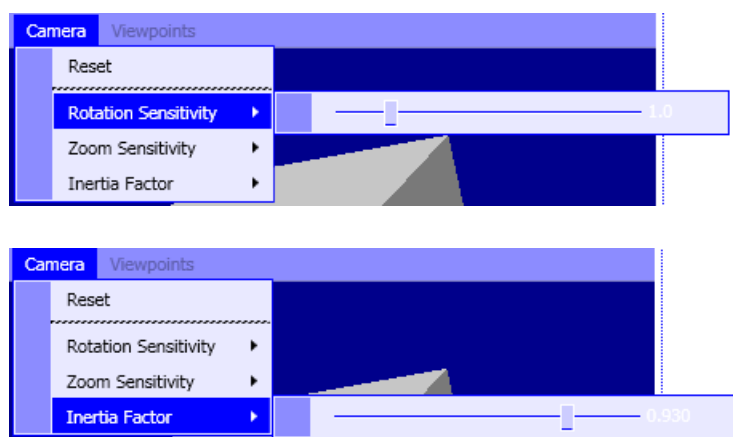 Camera Viewpoints
Reset
Rotation Sensitivity 1.0
Zoom Sensitivity
Inertia Factor
Camera Viewpoints
Reset
Rotation Sensitivity
Zoom Sensitivity
Inertia Factor 0.930